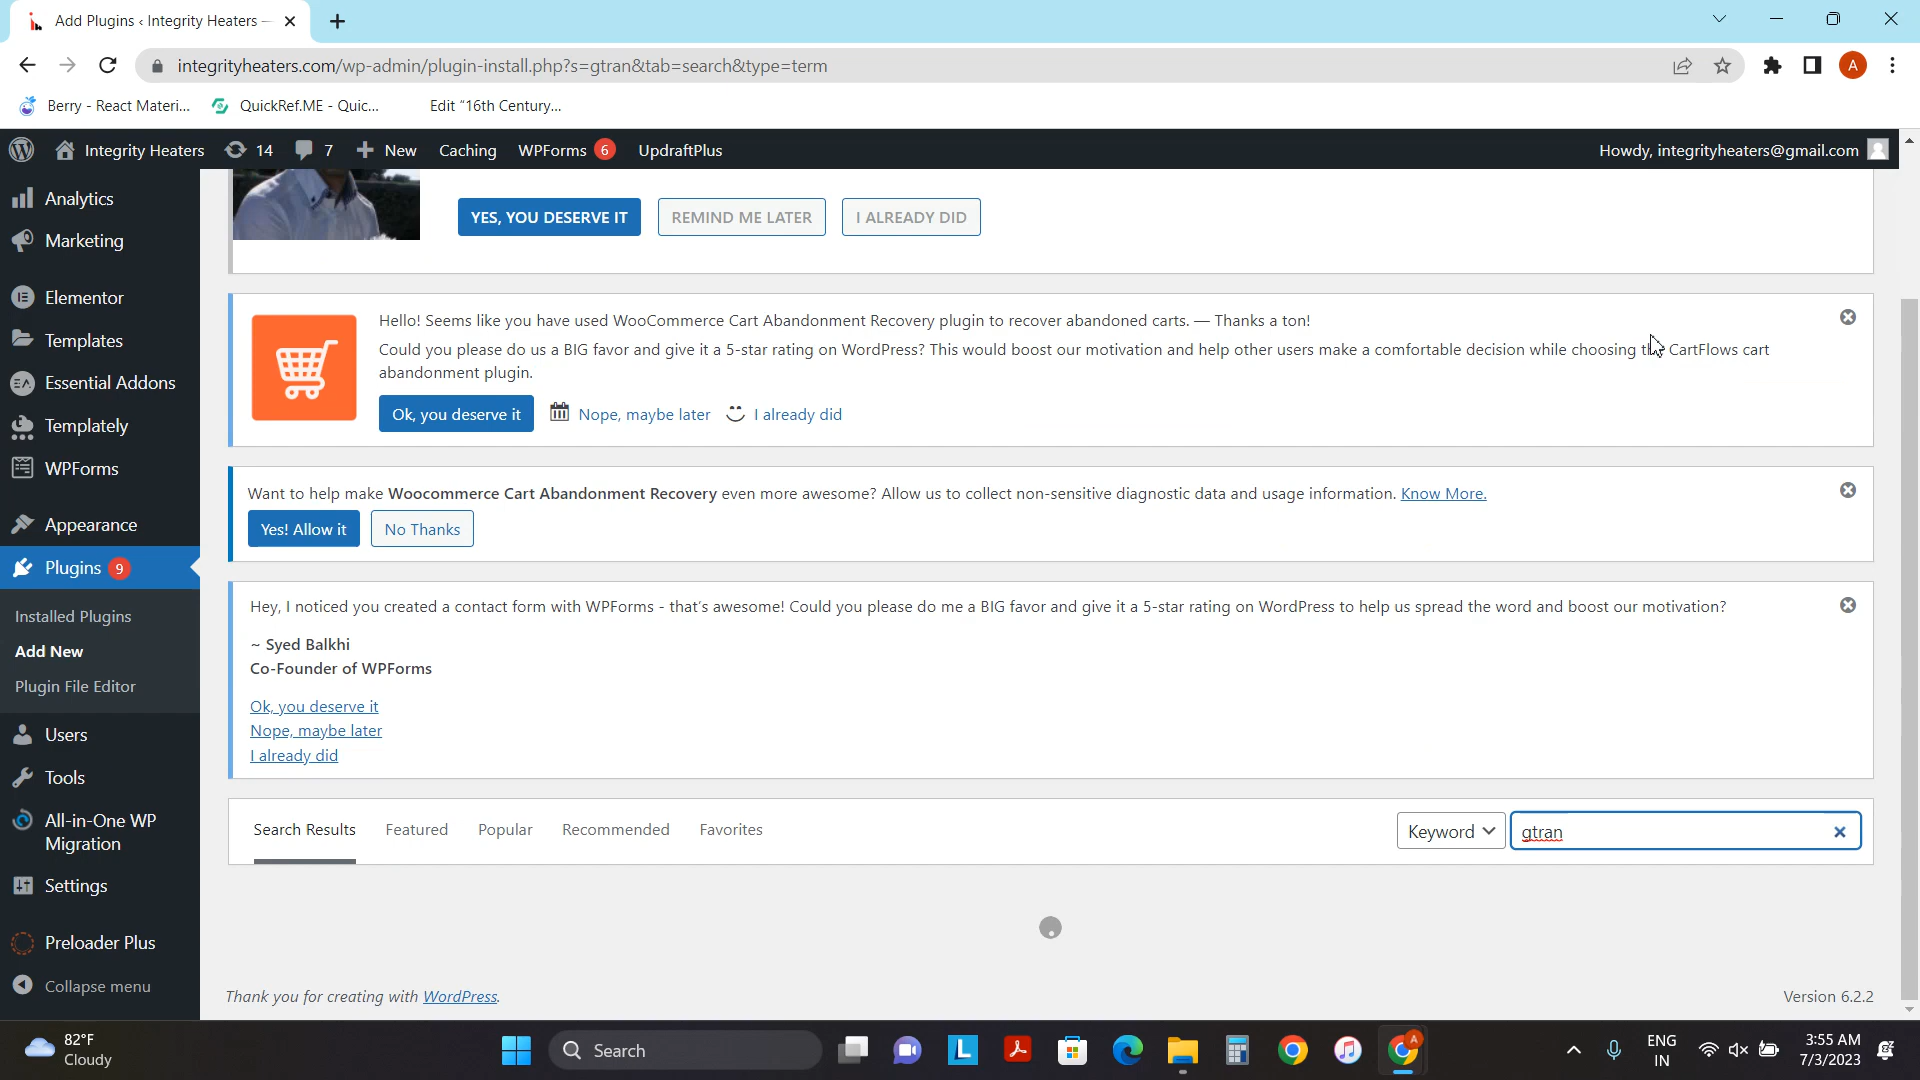 Add Plugins ‹ Integrity Heaters —
integrityheaters.com/wp-admin/plugin-install.php?s=gtran&tab=search&type=term
A
Berry - React Materi...
QuickRef.ME - Quic...
Edit "16th Century...
Integrity Heaters
14
7
New
Caching
WPForms 6
UpdraftPlus
Howdy, integrityheaters@gmail.com
Analytics
Marketing
Elementor
Templates
Essential Addons
Templately
WPForms
Appearance
Plugins 9
Installed Plugins
Add New
Plugin File Editor
Users
Tools
All-in-One WP
Migration
Settings
Preloader Plus
Collapse menu
YES, YOU DESERVE IT
REMIND ME LATER
I ALREADY DID
Hello! Seems like you have used WooCommerce Cart Abandonment Recovery plugin to recover abandoned carts. — Thanks a ton!
Could you please do us a BIG favor and give it a 5-star rating on WordPress? This would boost our motivation and help other users make a comfortable decision while choosing the CartFlows cart
abandonment plugin.
Ok, you deserve it
Nope, maybe later
I already did
Want to help make Woocommerce Cart Abandonment Recovery even more awesome? Allow us to collect non-sensitive diagnostic data and usage information. Know More.
Yes! Allow it
No Thanks
Hey, I noticed you created a contact form with WPForms - that's awesome! Could you please do me a BIG favor and give it a 5-star rating on WordPress to help us spread the word and boost our motivation?
~ Syed Balkhi
Co-Founder of WPForms
Ok, you deserve it
Nope, maybe later
I already did
Search Results
Featured
Popular
Recommended
Favorites
Keyword
gtran
Thank you for creating with WordPress.
Version 6.2.2
82°F
Cloudy
Search
L
A
ENG
IN
3:55 AM
7/3/2023